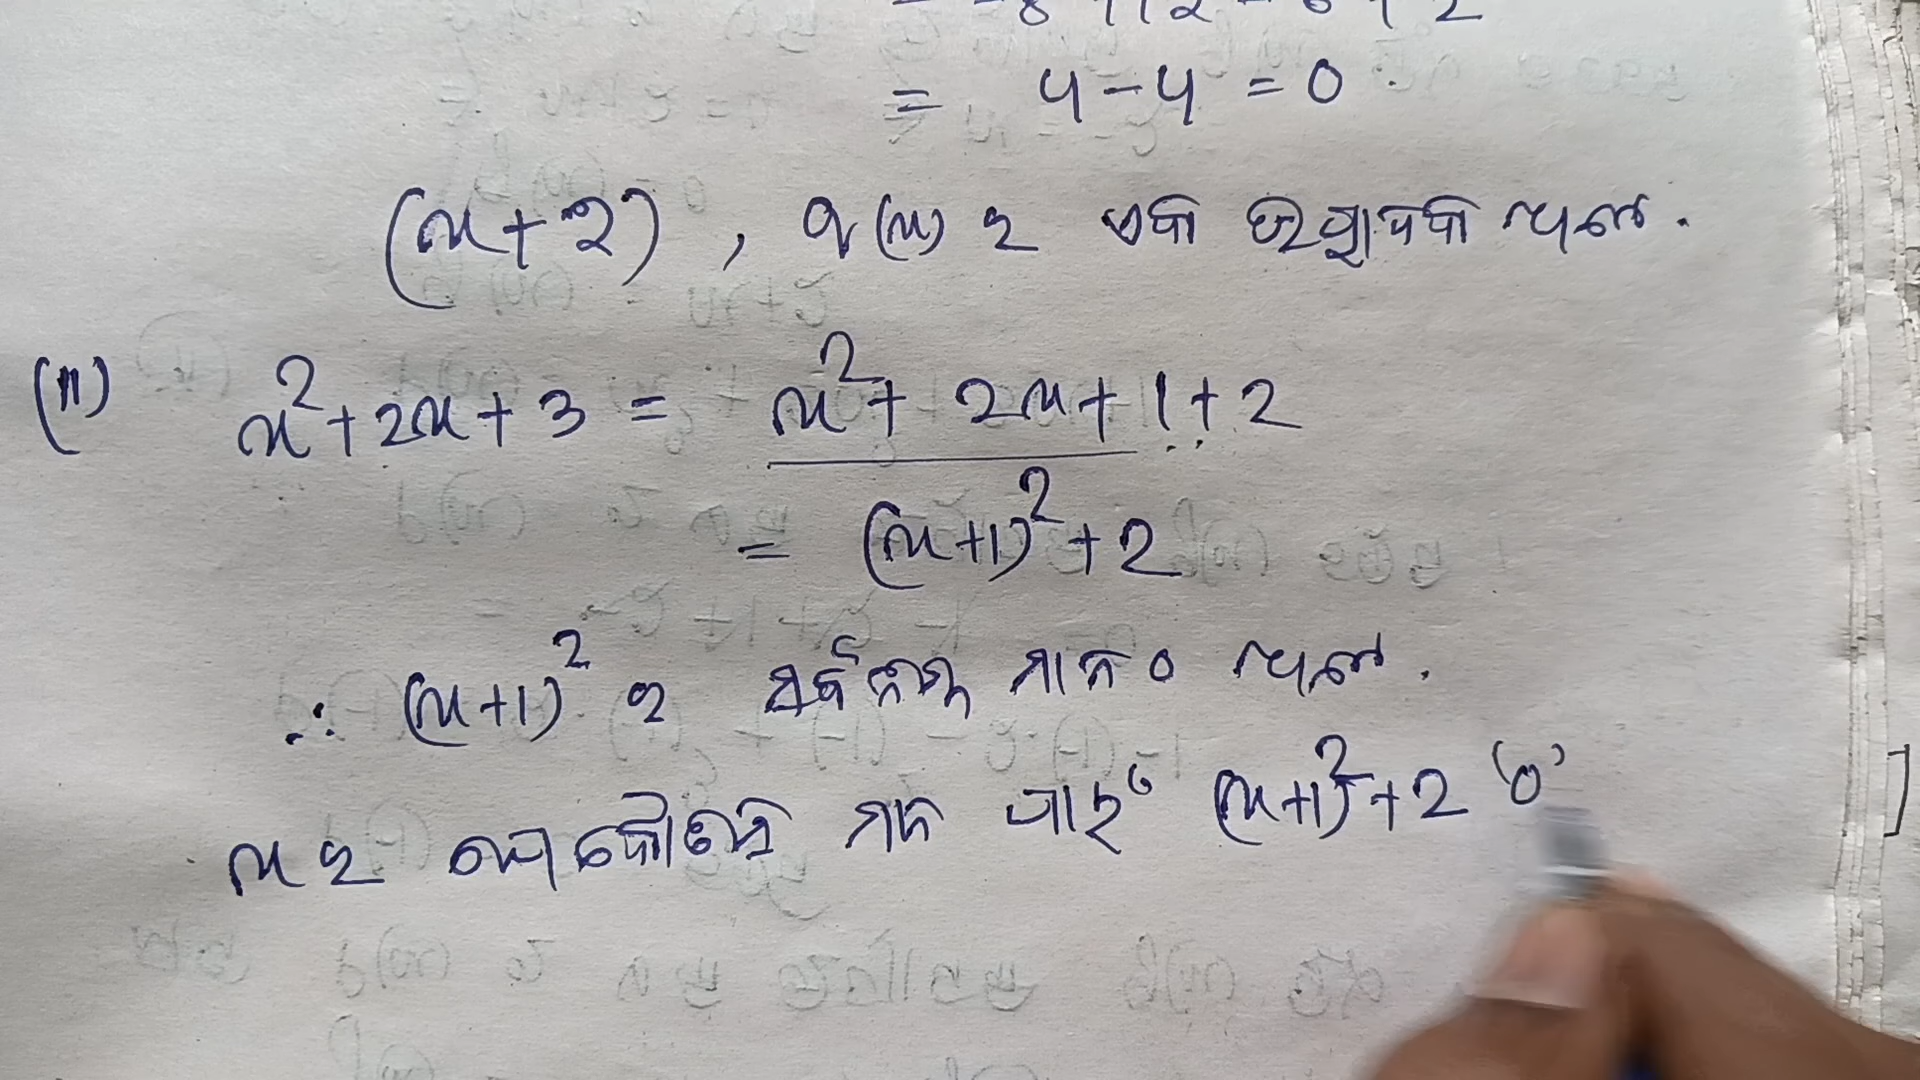 = 4 - 4 = 0 .
(x + 2) , q (x) ର ଏକ ଉତ୍ପାଦକ ଅଟେ .
(II) x² + 2x + 3 = x² + 2x + 1 + 2
= (x + 1)² + 2
∴ (x + 1)² ର ସର୍ବନିମ୍ନ ମାନ 0 ଅଟେ .
x ର ଯେ କୌଣସି ମାନ ପାଇଁ (x + 1)² + 2 '0'